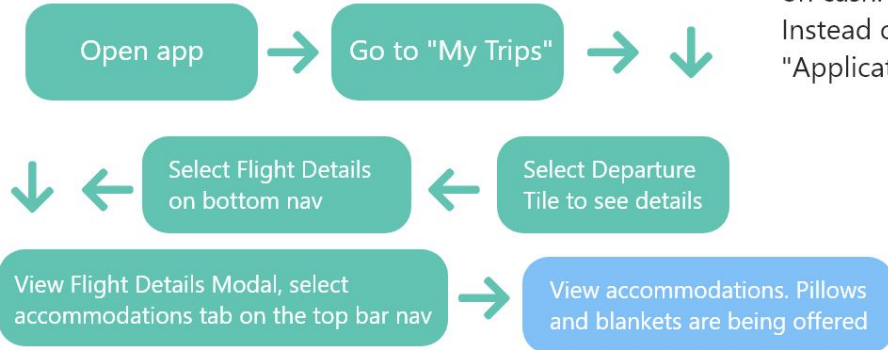 Open app
Go to "My Trips"
Instead
"Applicat
Select Flight Details
on bottom nav
Select Departure
Tile to see details
View Flight Details Modal, select
accommodations tab on the top bar nav
View accommodations. Pillows
and blankets are being offered